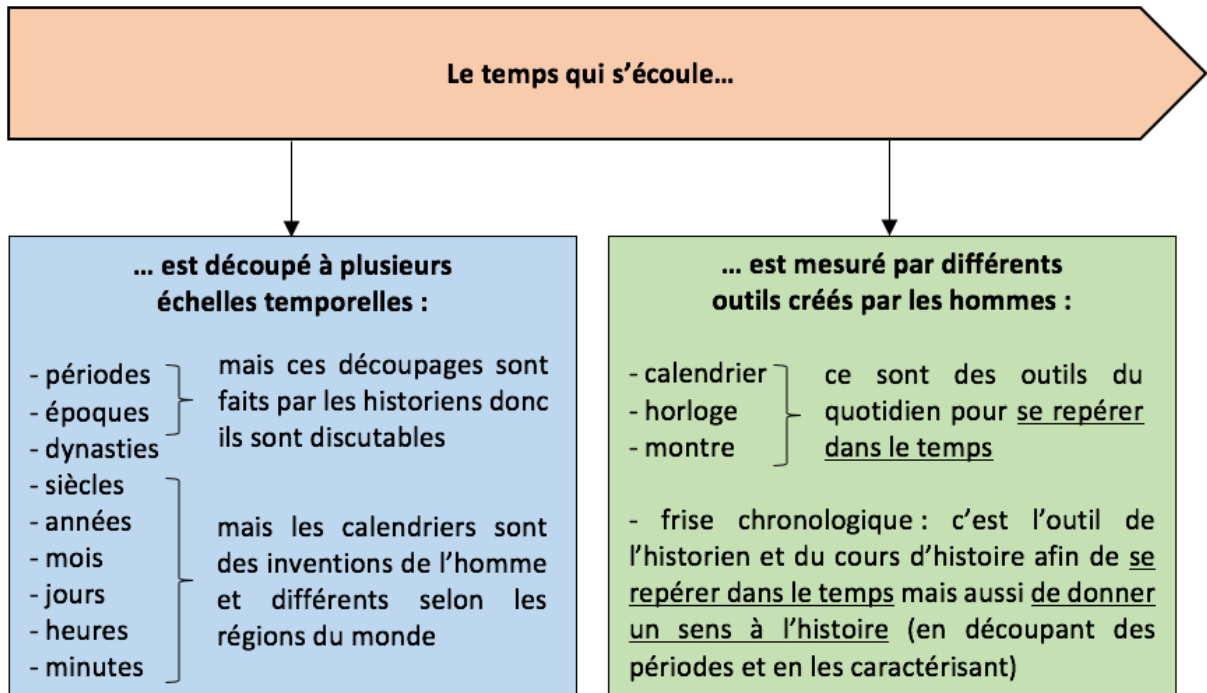 Le temps qui s’écoule…
… est découpé à plusieurs
échelles temporelles :
- périodes
- époques
- dynasties
- siècles
- années
- mois
- jours
- heures
- minutes
mais ces découpages sont
faits par les historiens donc
ils sont discutables
mais les calendriers sont
des inventions de l’homme
et différents selon les
régions du monde
… est mesuré par différents
outils créés par les hommes :
- calendrier
- horloge
- montre
ce sont des outils du
quotidien pour se repérer
dans le temps
- frise chronologique : c’est l’outil de
l’historien et du cours d’histoire afin de se
repérer dans le temps mais aussi de donner
un sens à l’histoire (en découpant des
périodes et en les caractérisant)